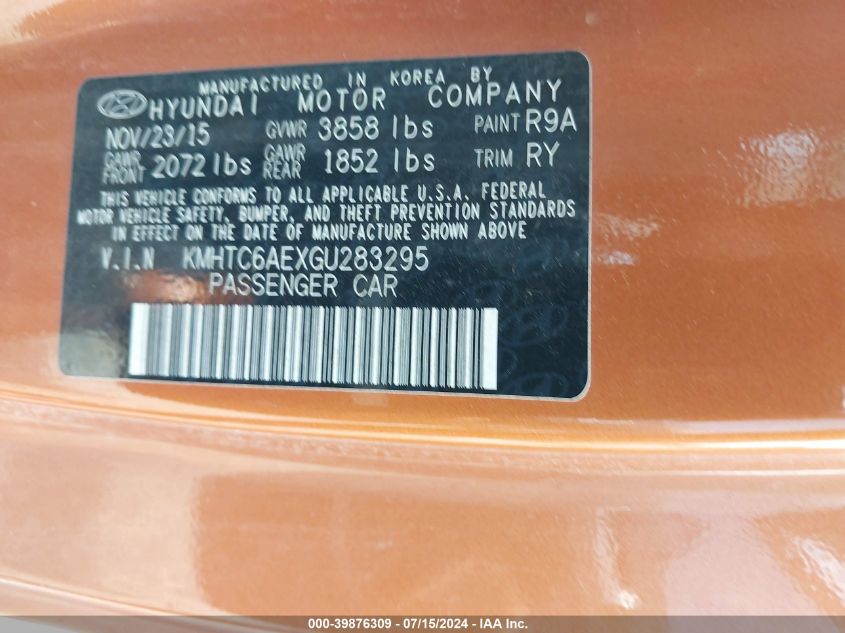 MANUFACTURED IN KOREA BY
HYUNDAI MOTOR COMPANY
NOV/23/15 GVWR 3858 lbs PAINT R9A
GAWR FRONT 2072 lbs GAWR REAR 1852 lbs TRIM RY
THIS VEHICLE CONFORMS TO ALL APPLICABLE U.S.A. FEDERAL
MOTOR VEHICLE SAFETY, BUMPER, AND THEFT PREVENTION STANDARDS
IN EFFECT ON THE DATE OF MANUFACTURE SHOWN ABOVE
V.I.N KMHTC6AEXGU283295
PASSENGER CAR
000-39876309 - 07/15/2024 - IAA Inc.